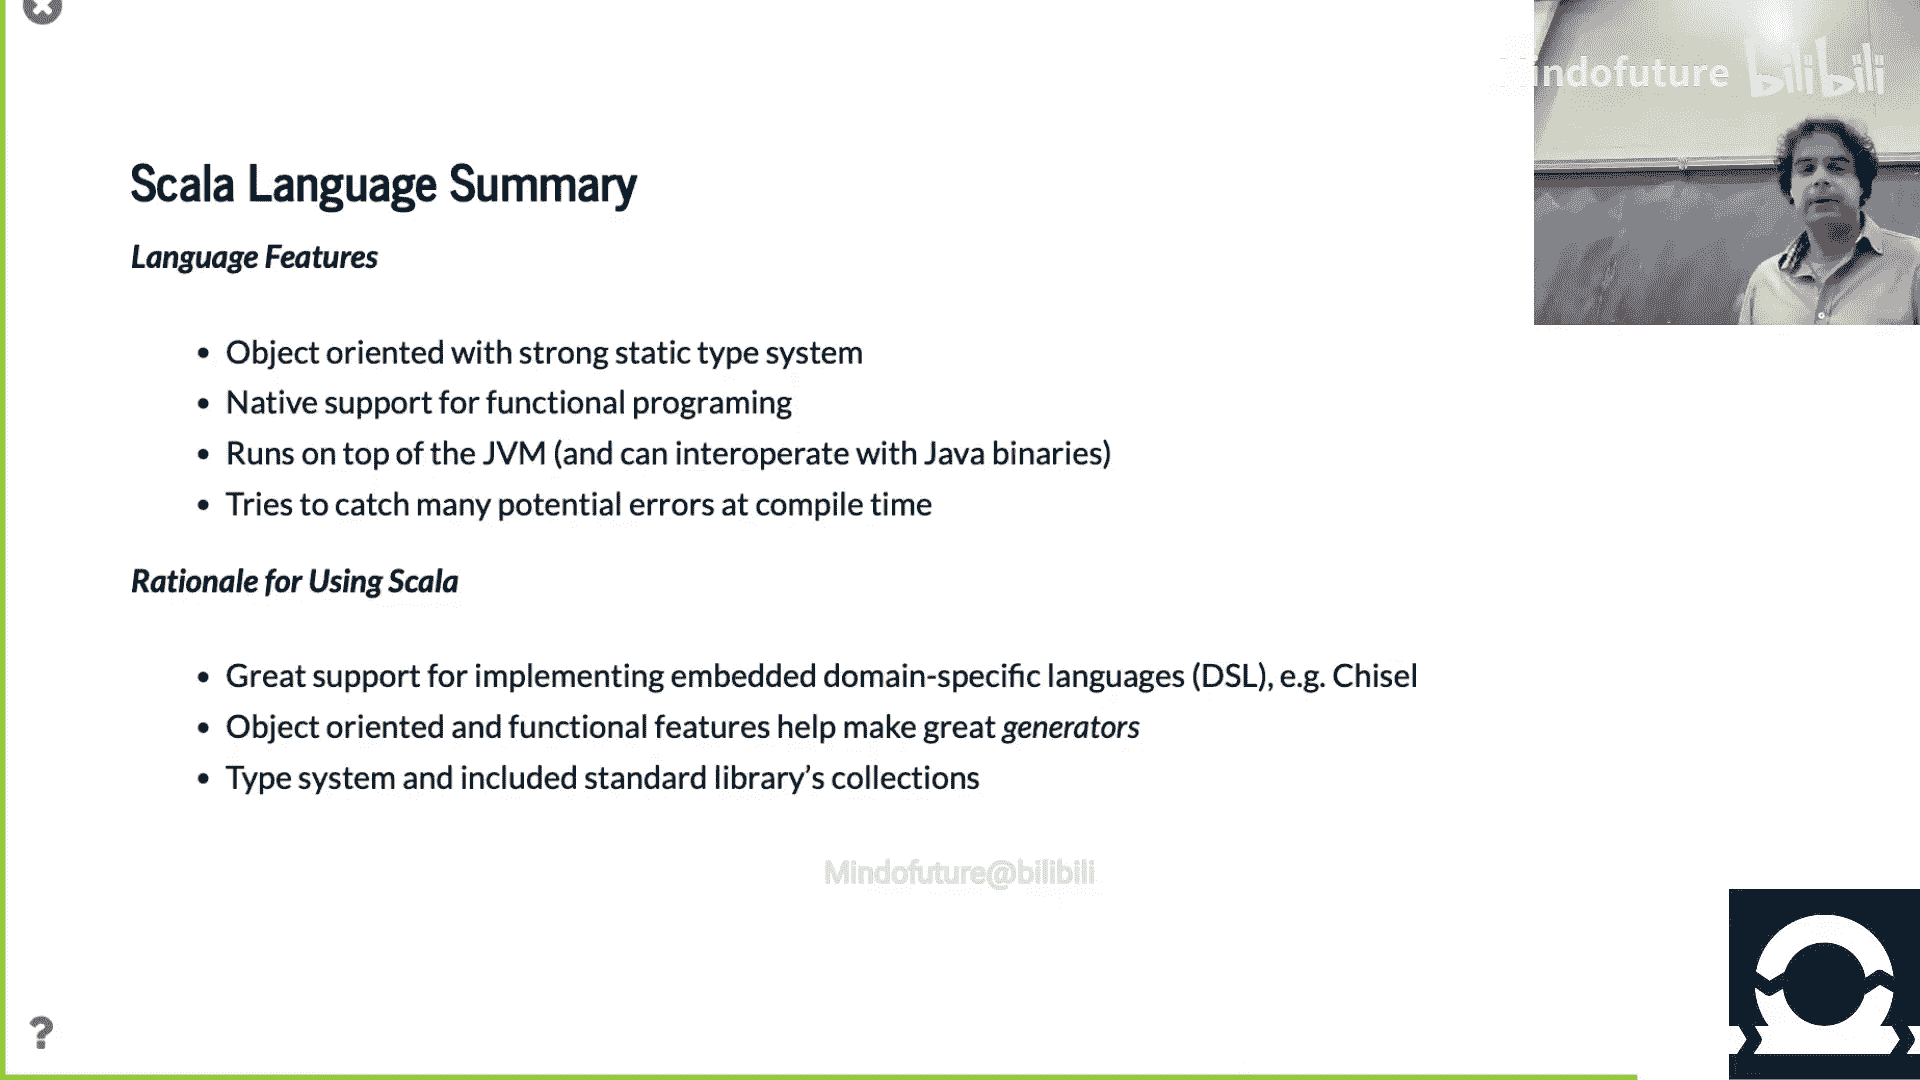 Mindofuture bilibili
Scala Language Summary
Language Features
• Object oriented with strong static type system
• Native support for functional programing
• Runs on top of the JVM (and can interoperate with Java binaries)
• Tries to catch many potential errors at compile time
Rationale for Using Scala
• Great support for implementing embedded domain-specific languages (DSL), e.g. Chisel
• Object oriented and functional features help make great generators
• Type system and included standard library’s collections
Mindofuture@bilibili
?